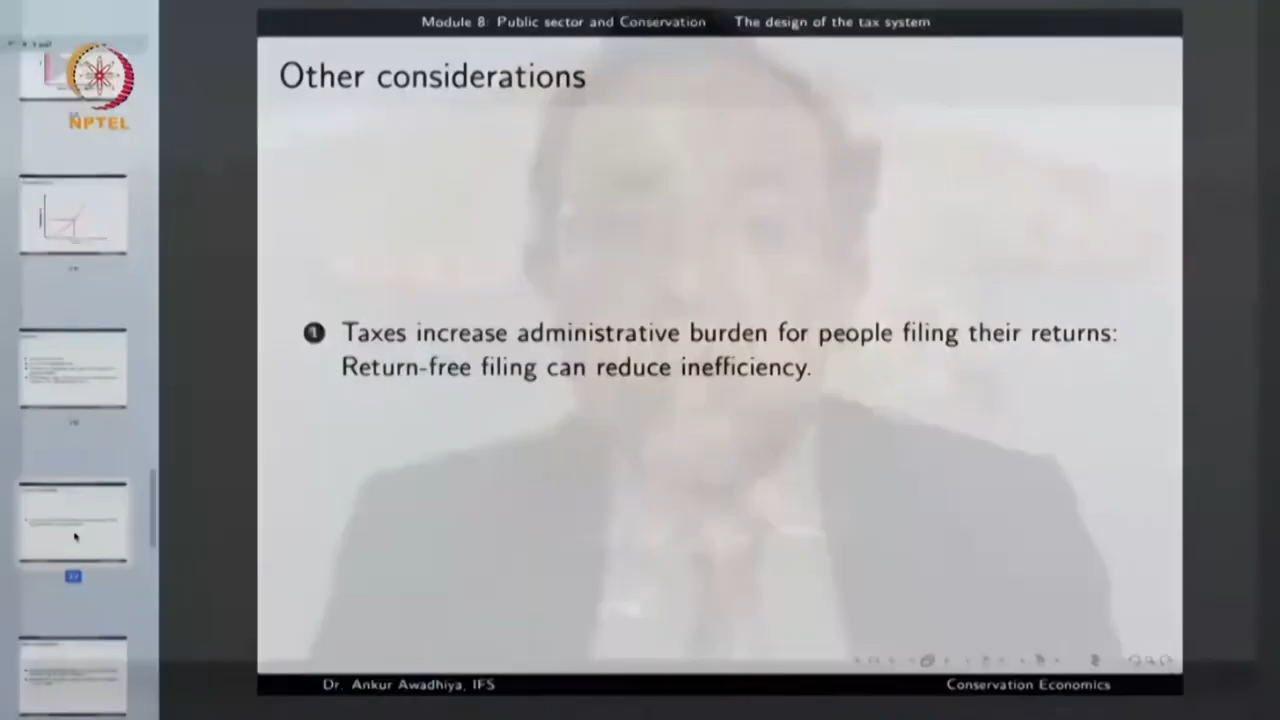 Module 8: Public sector and Conservation The design of the tax system
NPTEL
Other considerations
1 Taxes increase administrative burden for people filing their returns:
Return-free filing can reduce inefficiency.
Dr. Ankur Awadhiya, IFS Conservation Economics